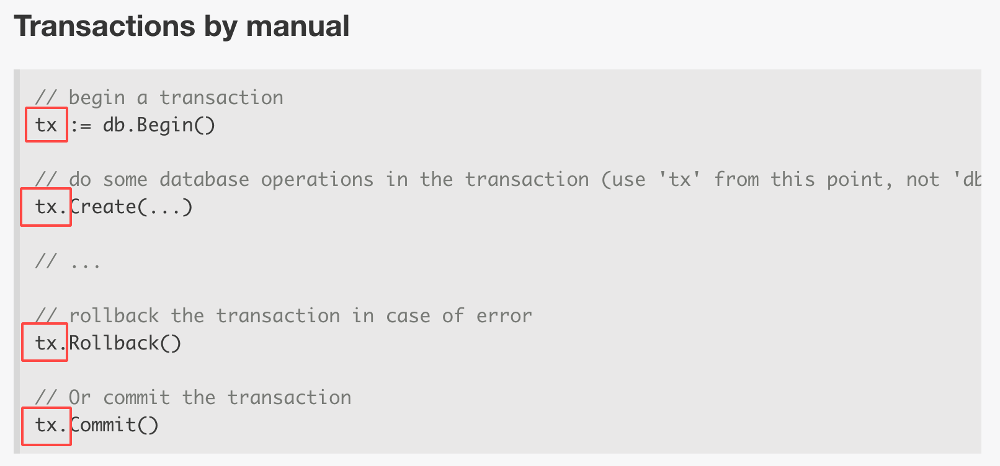 Transactions by manual
// begin a transaction
tx := db.Begin()
// do some database operations in the transaction (use 'tx' from this point, not 'db
tx.Create(...)
// ...
// rollback the transaction in case of error
tx.Rollback()
// Or commit the transaction
tx.Commit()